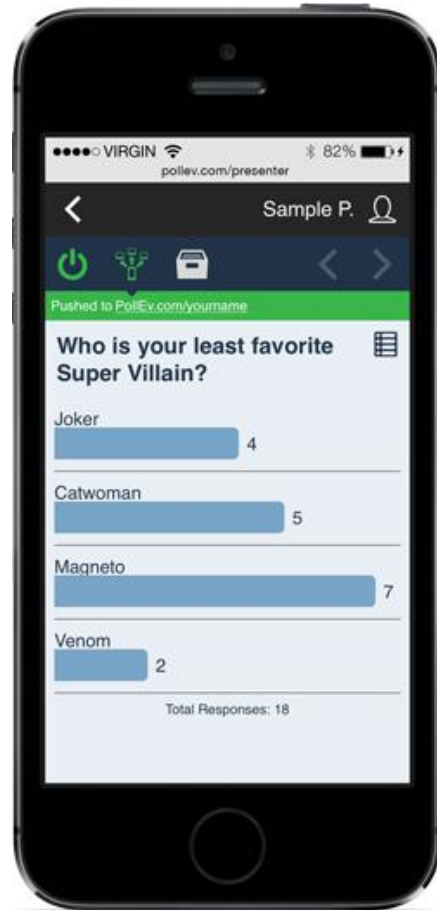 VIRGIN 82%
pollev.com/presenter
Sample P.
Pushed to PollEv.com/yourname
Who is your least favorite
Super Villain?
Joker
4
Catwoman
5
Magneto
7
Venom
2
Total Responses: 18